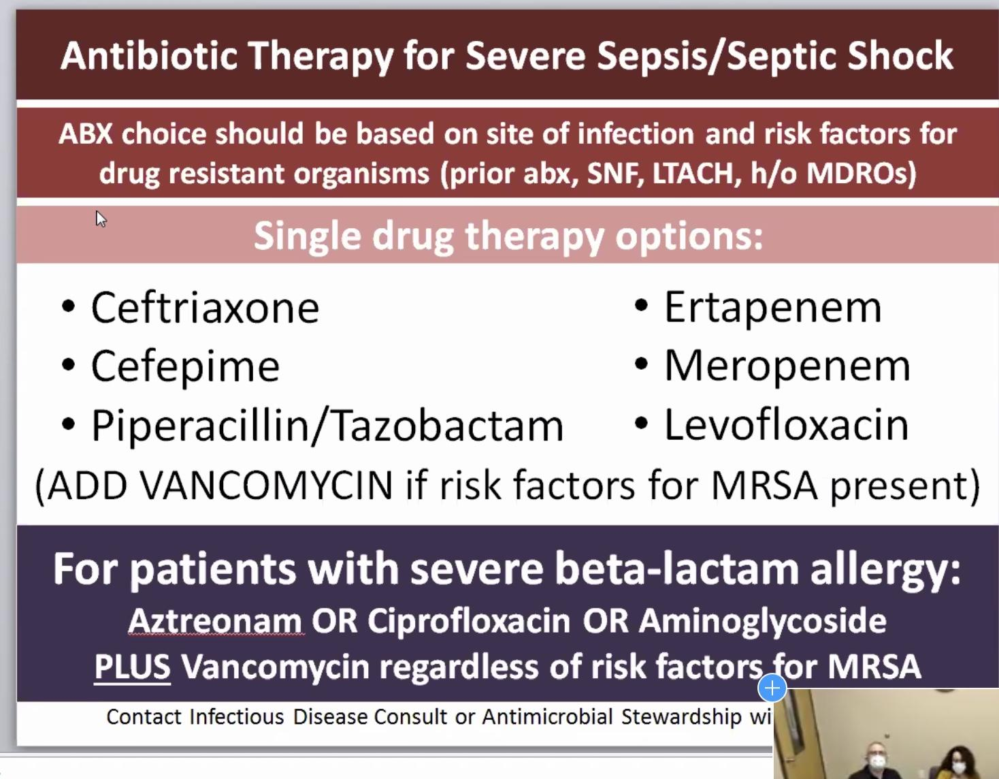 Antibiotic Therapy for Severe Sepsis/Septic Shock
ABX choice should be based on site of infection and risk factors for
drug resistant organisms (prior abx, SNF, LTACH, h/o MDROs)
Single drug therapy options:
• Ceftriaxone
• Cefepime
• Piperacillin/Tazobactam
• Ertapenem
• Meropenem
• Levofloxacin
(ADD VANCOMYCIN if risk factors for MRSA present)
For patients with severe beta-lactam allergy:
Aztreonam OR Ciprofloxacin OR Aminoglycoside
PLUS Vancomycin regardless of risk factors for MRSA
Contact Infectious Disease Consult or Antimicrobial Stewardship